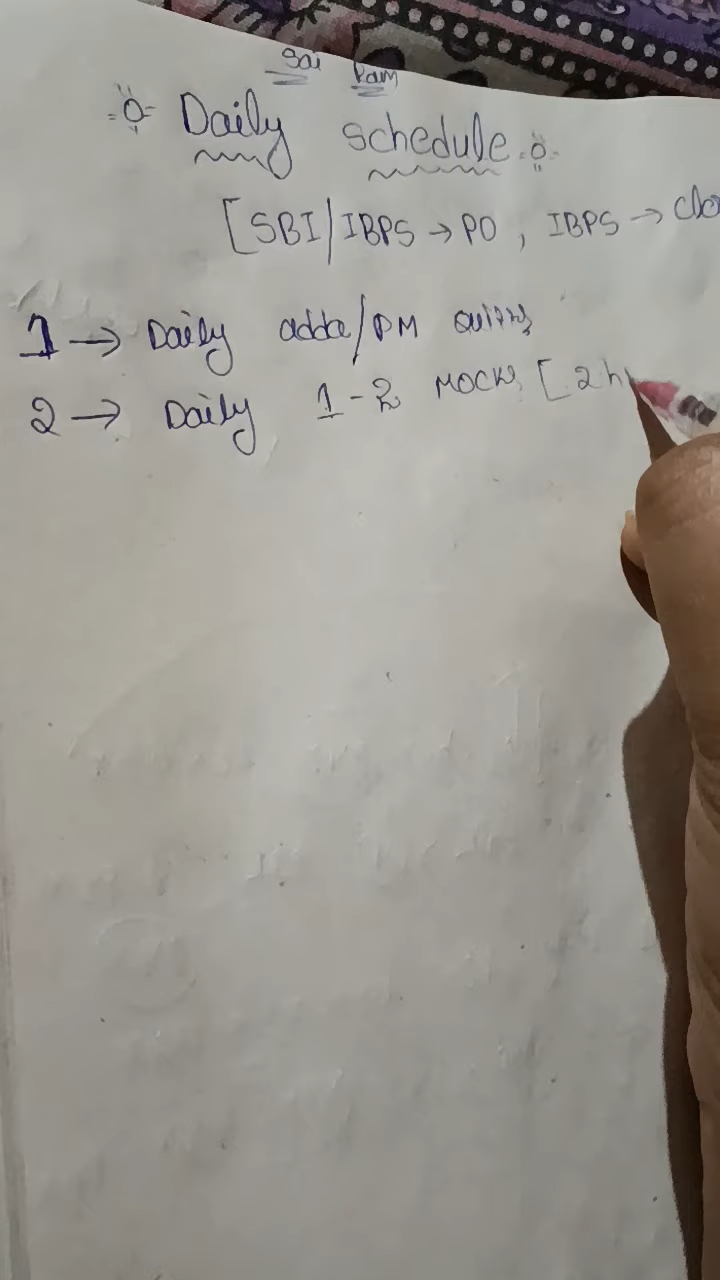 Sai Ram
Daily schedule
[SBI/IBPS → PO, IBPS → Cle
1 → Daily adda/PM quizzs
2 → Daily 1-2 mocks [2h